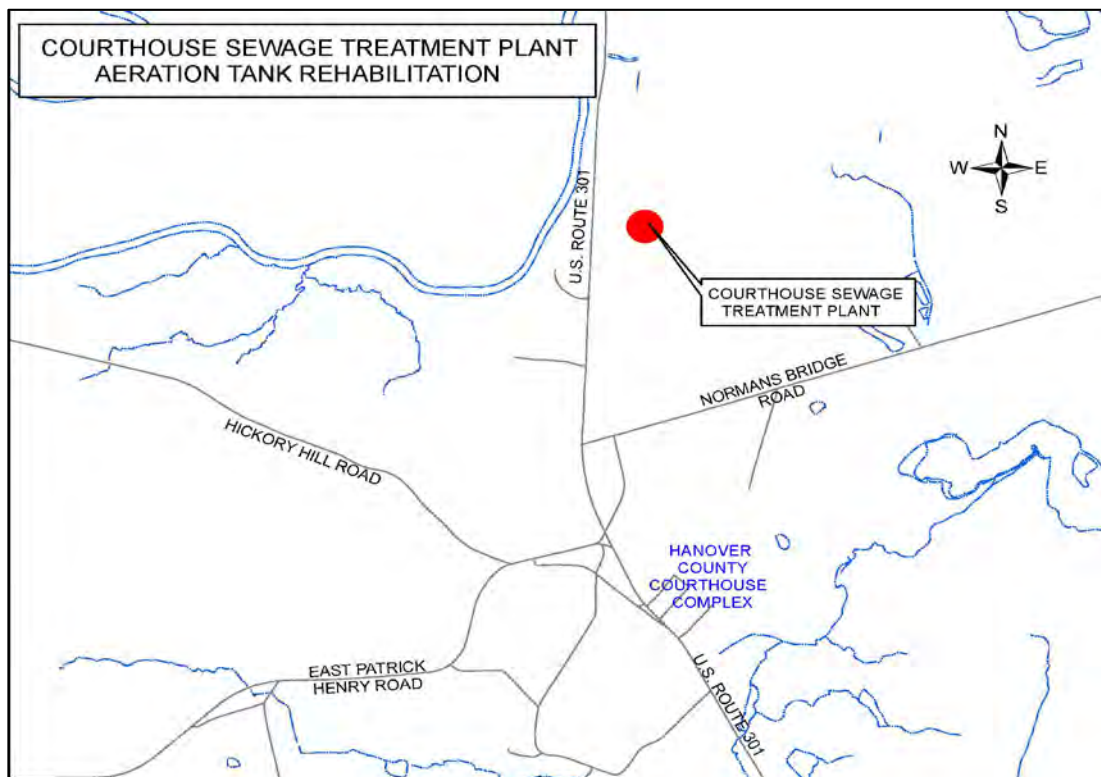 COURTHOUSE SEWAGE TREATMENT PLANT
AERATION TANK REHABILITATION
N
W
E
S
U.S. ROUTE 301
COURTHOUSE SEWAGE
TREATMENT PLANT
NORMANS BRIDGE
ROAD
HICKORY HILL ROAD
HANOVER
COUNTY
COURTHOUSE
COMPLEX
EAST PATRICK
HENRY ROAD
U.S. ROUTE 301